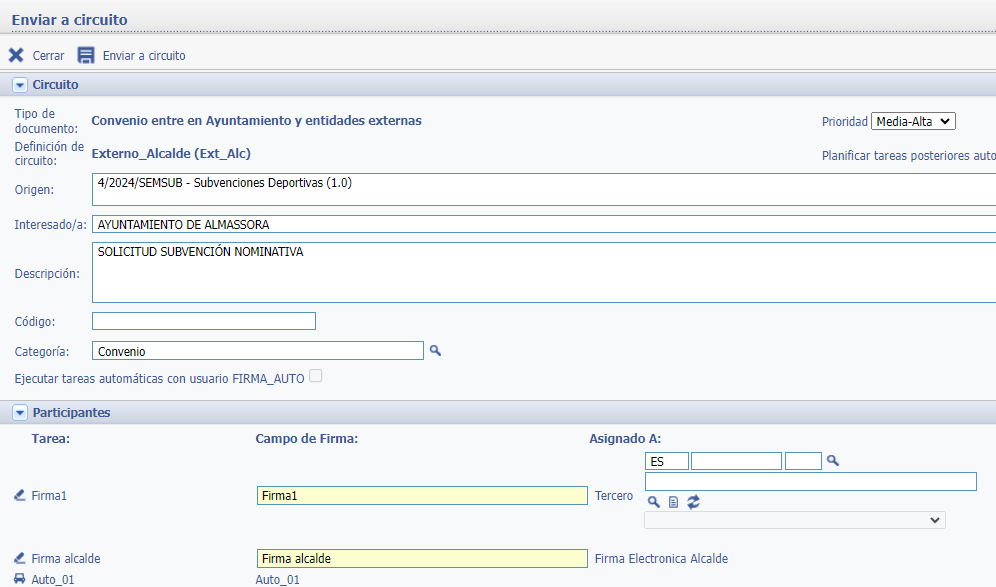 Enviar a circuito
Cerrar Enviar a circuito
Circuito
Tipo de documento: Convenio entre en Ayuntamiento y entidades externas Prioridad Media-Alta
Definición de circuito: Externo_Alcalde (Ext_Alc) Planificar tareas posteriores auto
Origen: 4/2024/SEMSUB - Subvenciones Deportivas (1.0)
Interesado/a: AYUNTAMIENTO DE ALMASSORA
Descripción: SOLICITUD SUBVENCIÓN NOMINATIVA
Código:
Categoría: Convenio
Ejecutar tareas automáticas con usuario FIRMA_AUTO
Participantes
Tarea: Campo de Firma: Asignado A:
ES
Firma1 Firma1 Tercero
Firma alcalde Firma alcalde Firma Electronica Alcalde
Auto_01 Auto_01